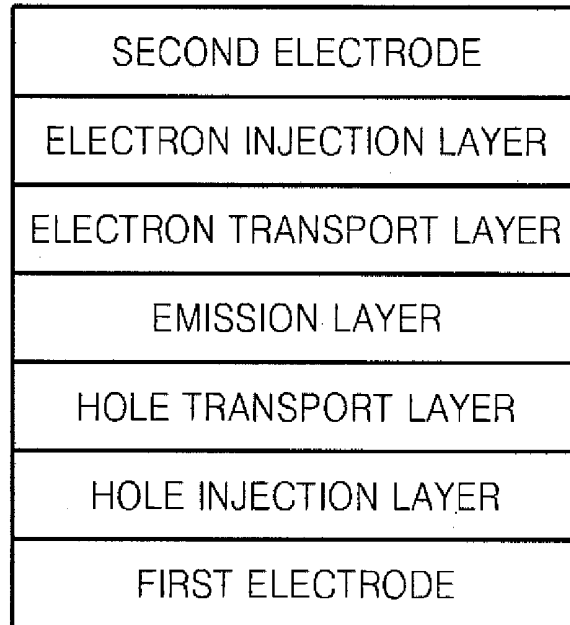 SECOND ELECTRODE
ELECTRON INJECTION LAYER
ELECTRON TRANSPORT LAYER
EMISSION LAYER
HOLE TRANSPORT LAYER
HOLE INJECTION LAYER
FIRST ELECTRODE